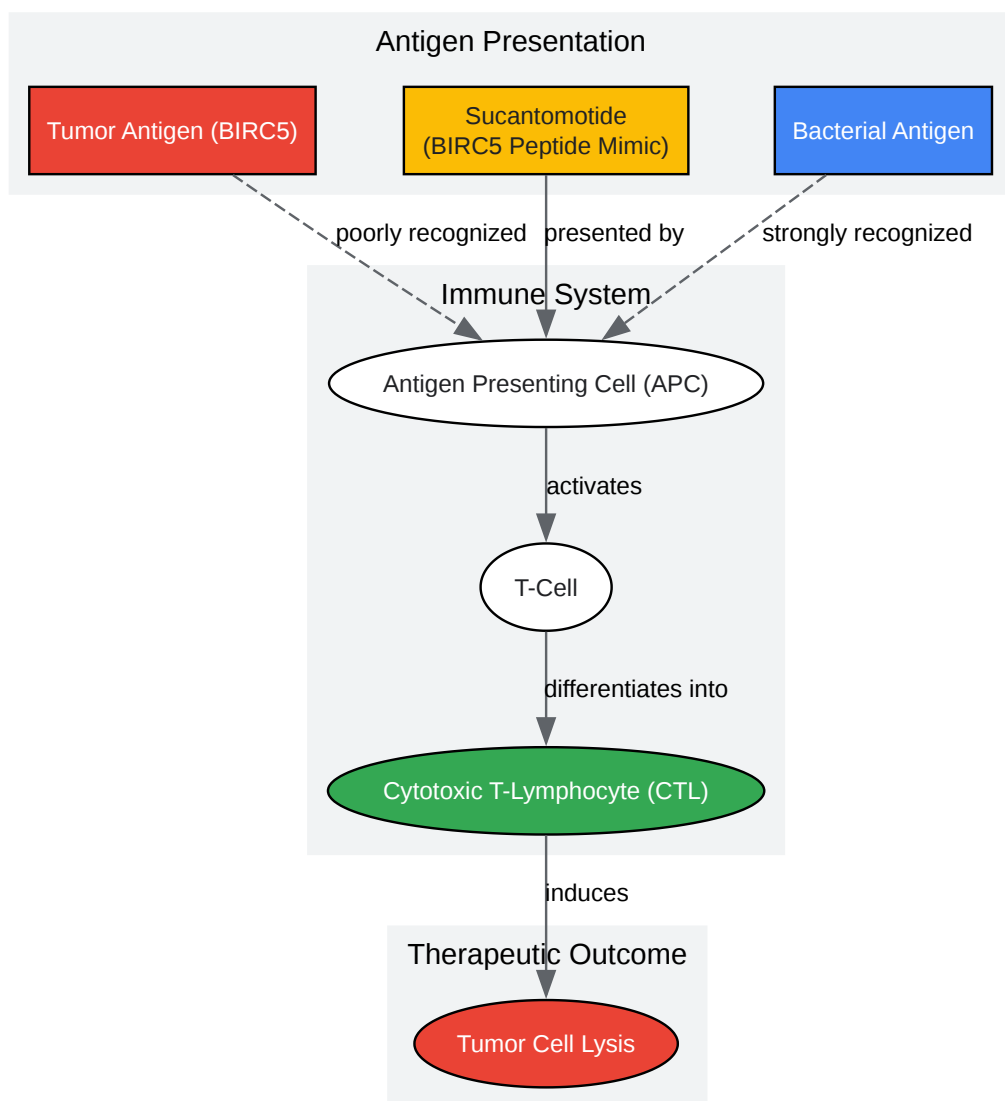 Antigen Presentation
Tumor Antigen (BIRC5)
Sucantomotide
(BIRC5 Peptide Mimic)
Bacterial Antigen
poorly recognized
presented by
strongly recognized
Immune System
Antigen Presenting Cell (APC)
activates
T-Cell
differentiates into
Cytotoxic T-Lymphocyte (CTL)
induces
Therapeutic Outcome
Tumor Cell Lysis